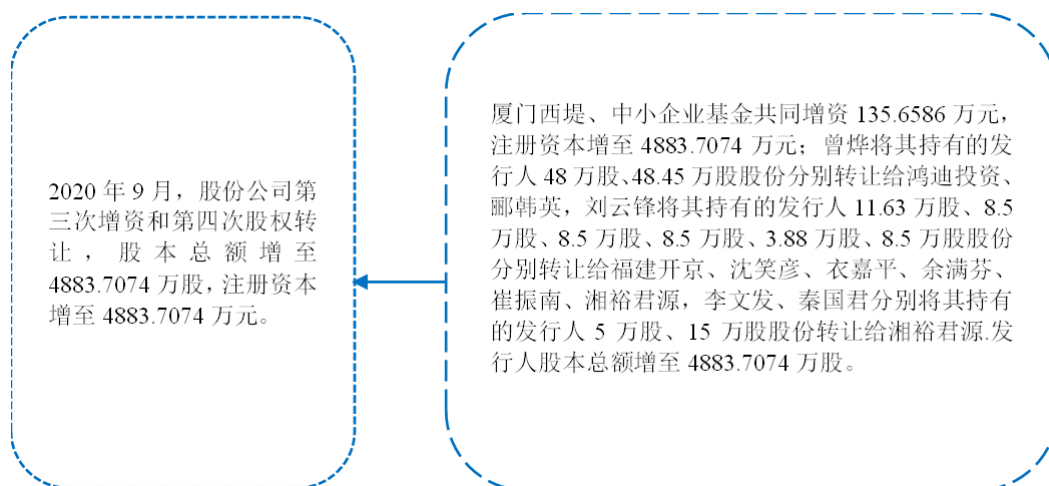 2020 年 9 月，股份公司第
三次增资和第四次股权转
让，股本总额增至
4883.7074 万股，注册资本
增至 4883.7074 万元。
厦门西堤、中小企业基金共同增资 135.6586 万元，
注册资本增至 4883.7074 万元；曾烨将其持有的发
行人 48 万股、48.45 万股股份分别转让给鸿迪投资、
郦韩英，刘云锋将其持有的发行人 11.63 万股、8.5
万股、8.5 万股、8.5 万股、3.88 万股、8.5 万股股份
分别转让给福建开京、沈笑彦、衣嘉平、余满芬、
崔振南、湘裕君源，李文发、秦国君分别将其持有
的发行人 5 万股、15 万股股份转让给湘裕君源.发
行人股本总额增至 4883.7074 万股。